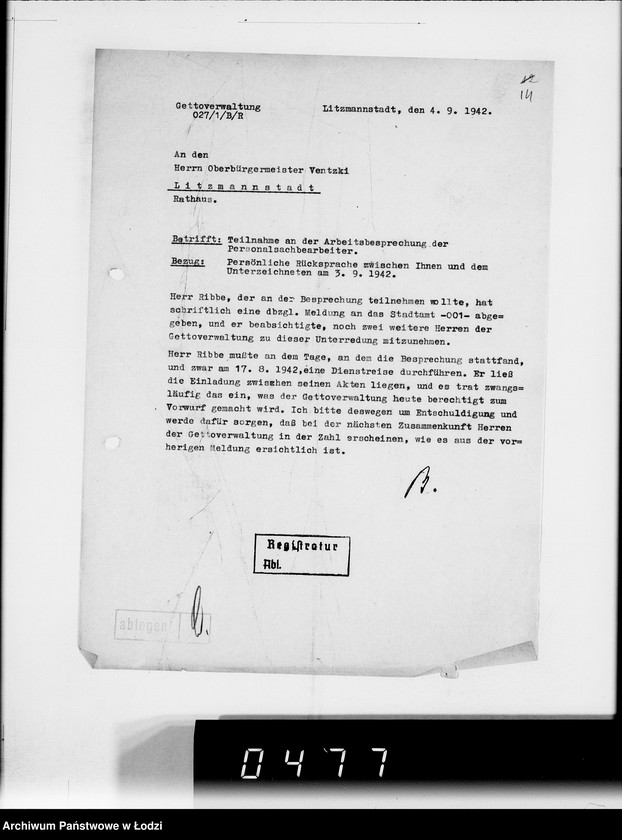 14
Gettoverwaltung
027/1/B/R
Litzmannstadt, den 4. 9. 1942.
An den
Herrn Oberbürgermeister Ventzki
L i t z m a n n s t a d t
Rathaus.
Betrifft: Teilnahme an der Arbeitsbesprechung der
Personalsachbearbeiter.
Bezug: Persönliche Rücksprache zwischen Ihnen und dem
Unterzeichneten am 3. 9. 1942.
Herr Ribbe, der an der Besprechung teilnehmen wollte, hat
schriftlich eine dbzgl. Meldung an das Stadtamt -001- abge=
geben, und er beabsichtigte, noch zwei weitere Herren der
Gettoverwaltung zu dieser Unterredung mitzunehmen.
Herr Ribbe mußte an dem Tage, an dem die Besprechung stattfand,
und zwar am 17. 8. 1942,eine Dienstreise durchführen. Er ließ
die Einladung zwischen seinen Akten liegen, und es trat zwangs=
läufig das ein, was der Gettoverwaltung heute berechtigt zum
Vorwurf gemacht wird. Ich bitte deswegen um Entschuldigung und
werde dafür sorgen, daß bei der nächsten Zusammenkunft Herren
der Gettoverwaltung in der Zahl erscheinen, wie es aus der vor=
herigen Meldung ersichtlich ist.
B.
Registratur
Abl.
ablegen!
0477
Archiwum Państwowe w Łodzi